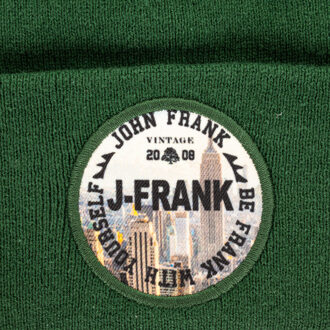 JOHN FRANK
VINTAGE
20 08
J-FRANK
BE FRANK WITH YOURSELF